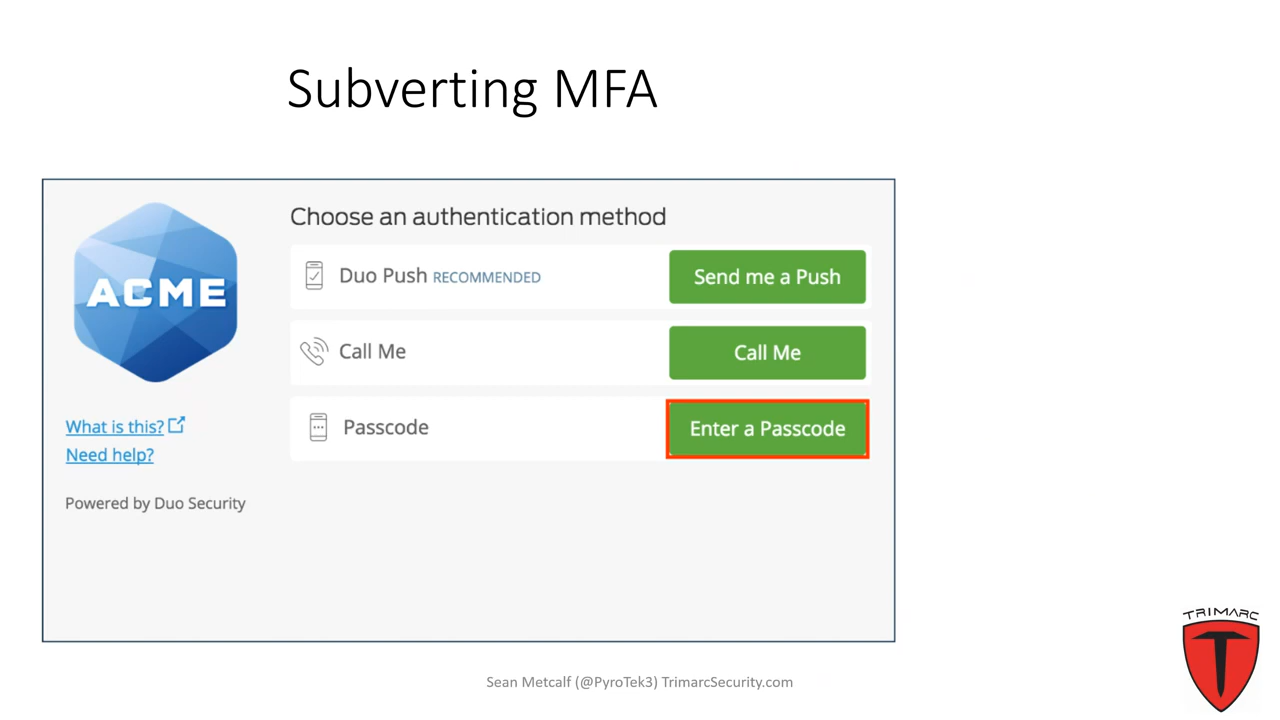 Subverting MFA
ACME
Choose an authentication method
Duo Push RECOMMENDED
Send me a Push
Call Me
Call Me
Passcode
Enter a Passcode
What is this?
Need help?
Powered by Duo Security
Sean Metcalf (@PyroTek3) TrimarcSecurity.com
TRIMARC